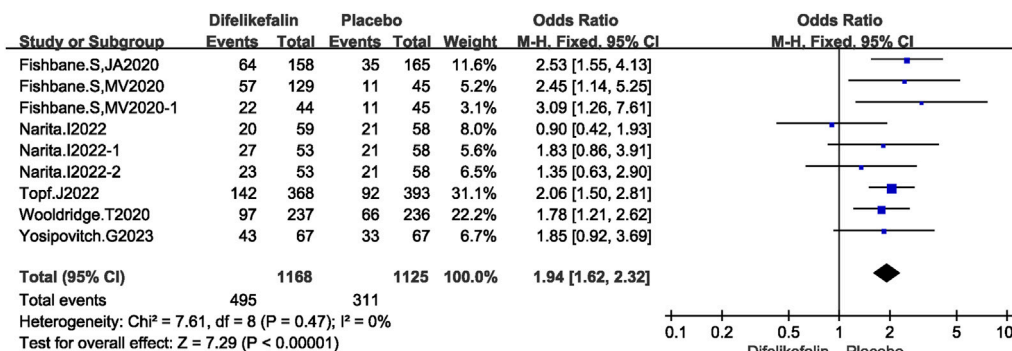 Difelikefalin Placebo Odds Ratio Odds Ratio
Study or Subgroup Events Total Events Total Weight M-H. Fixed. 95% CI M-H. Fixed. 95% CI
Fishbane.S,JA2020 64 158 35 165 11.6% 2.53 [1.55, 4.13]
Fishbane.S,MV2020 57 129 11 45 5.2% 2.45 [1.14, 5.25]
Fishbane.S,MV2020-1 22 44 11 45 3.1% 3.09 [1.26, 7.61]
Narita.I2022 20 59 21 58 8.0% 0.90 [0.42, 1.93]
Narita.I2022-1 27 53 21 58 5.6% 1.83 [0.86, 3.91]
Narita.I2022-2 23 53 21 58 6.5% 1.35 [0.63, 2.90]
Topf.J2022 142 368 92 393 31.1% 2.06 [1.50, 2.81]
Wooldridge.T2020 97 237 66 236 22.2% 1.78 [1.21, 2.62]
Yosipovitch.G2023 43 67 33 67 6.7% 1.85 [0.92, 3.69]
Total (95% CI) 1168 1125 100.0% 1.94 [1.62, 2.32]
Total events 495 311
Heterogeneity: Chi² = 7.61, df = 8 (P = 0.47); I² = 0%
Test for overall effect: Z = 7.29 (P < 0.00001)
0.1 0.2 0.5 1 2 5 10
Difelikefalin Placebo